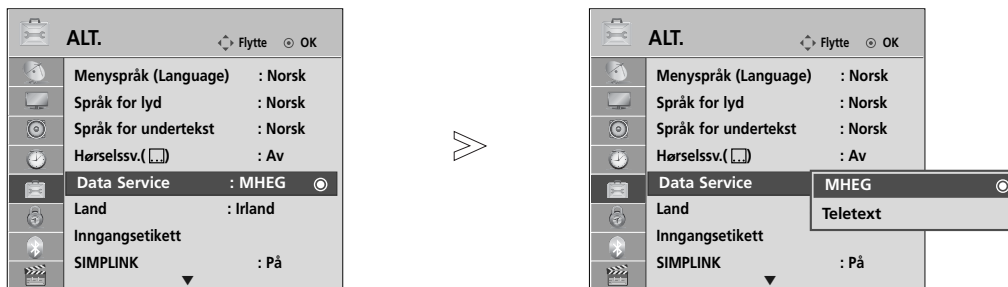 ALT.
Flytte OK
Menyspråk (Language) : Norsk
Språk for lyd : Norsk
Språk for undertekst : Norsk
Hørselssv.( ) : Av
Data Service : MHEG
Land : Irland
Inngangsetikett
SIMPLINK : På
ALT.
Flytte OK
Menyspråk (Language) : Norsk
Språk for lyd : Norsk
Språk for undertekst : Norsk
Hørselssv.( ) : Av
Data Service
MHEG
Land
Teletext
Inngangsetikett
SIMPLINK : På